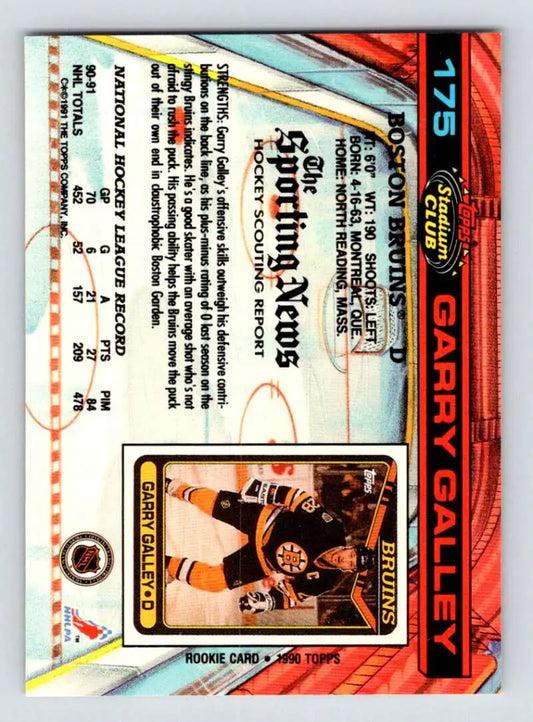 175
TOPPS
Stadium
CLUB
GARRY GALLEY
BOSTON BRUINS® D
HT: 6'0" WT: 190 SHOOTS: LEFT
BORN: 4-16-63, MONTREAL, QUE.
HOME: NORTH READING, MASS.
The
Sporting News
HOCKEY SCOUTING REPORT
STRENGTHS: Garry Galley's offensive skills outweigh his defensive contri-
butions on the back line, as his plus-minus rating of 0 last season on the
stingy Bruins indicates. He's a good skater with an average shot who's not
afraid to rush the puck. His passing ability helps the Bruins move the puck
out of their own end in claustrophobic Boston Garden.
NATIONAL HOCKEY LEAGUE RECORD
GP G A PTS PIM
90-91 70 6 21 27 84
NHL TOTALS 452 52 157 209 478
C✱©1991 THE TOPPS COMPANY, INC.
TOPPS
BRUINS
B
GARRY GALLEY • D
ROOKIE CARD • 1990 TOPPS
NHL
NHLPA
TM